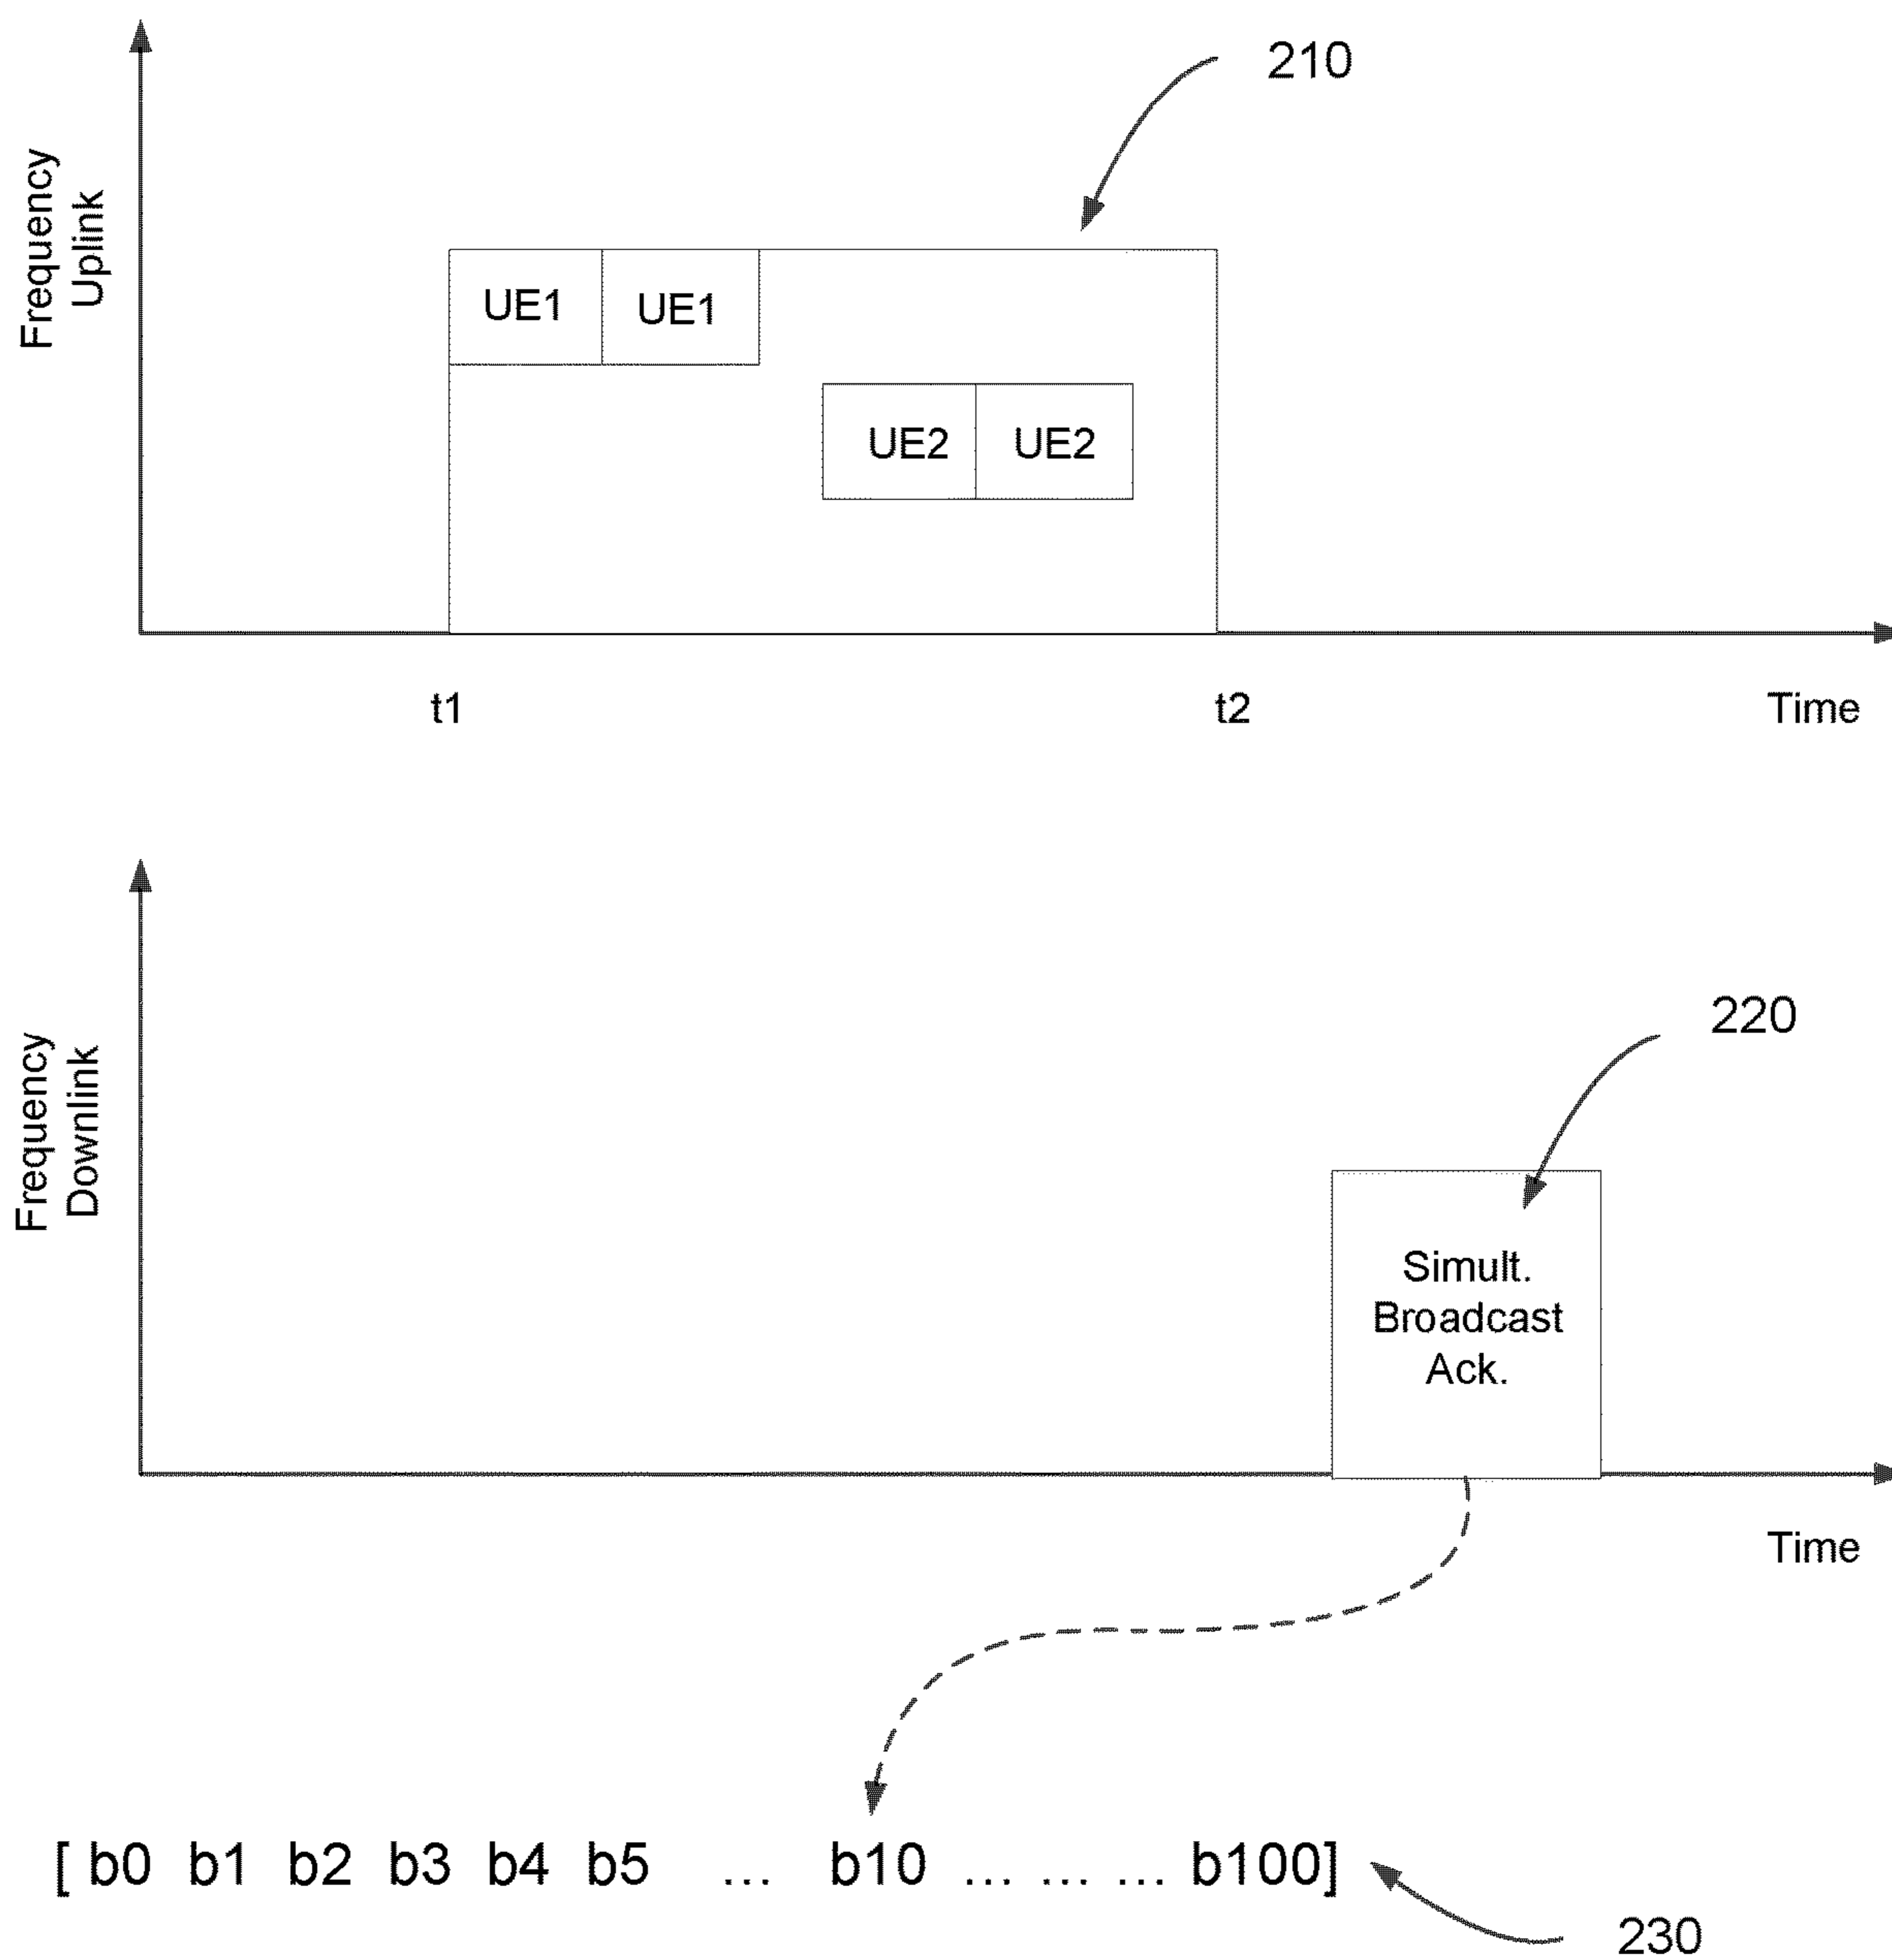 210
Frequency
Uplink
UE1 UE1
UE2 UE2
t1 t2 Time
220
Frequency
Downlink
Simult.
Broadcast
Ack.
Time
[ b0 b1 b2 b3 b4 b5 ... b10 ... ... ... b100]
230